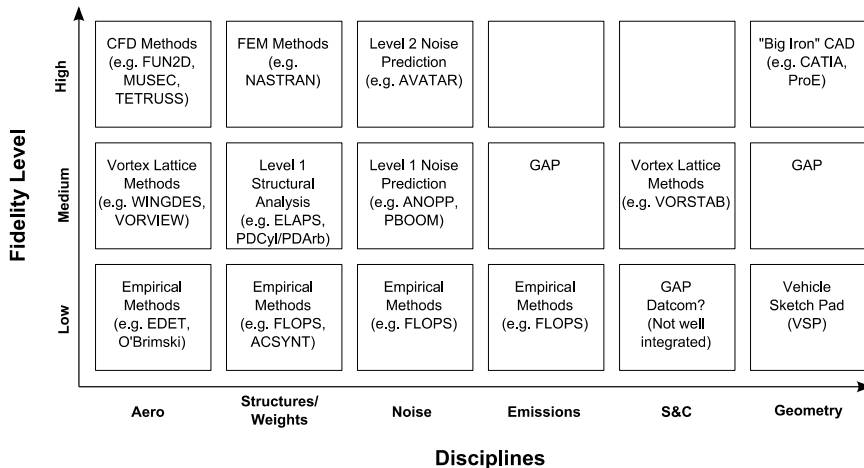 Fidelity Level
High
CFD Methods
(e.g. FUN2D,
MUSEC,
TETRUSS)
FEM Methods
(e.g.
NASTRAN)
Level 2 Noise
Prediction
(e.g. AVATAR)
"Big Iron" CAD
(e.g. CATIA,
ProE)
Medium
Vortex Lattice
Methods
(e.g. WINGDES,
VORVIEW)
Level 1
Structural
Analysis
(e.g. ELAPS,
PDCyl/PDArb)
Level 1 Noise
Prediction
(e.g. ANOPP,
PBOOM)
GAP
Vortex Lattice
Methods
(e.g. VORSTAB)
GAP
Low
Empirical
Methods
(e.g. EDET,
O'Brimski)
Empirical
Methods
(e.g. FLOPS,
ACSYNT)
Empirical
Methods
(e.g. FLOPS)
Empirical
Methods
(e.g. FLOPS)
GAP
Datcom?
(Not well
integrated)
Vehicle
Sketch Pad
(VSP)
Aero
Structures/
Weights
Noise
Emissions
S&C
Geometry
Disciplines